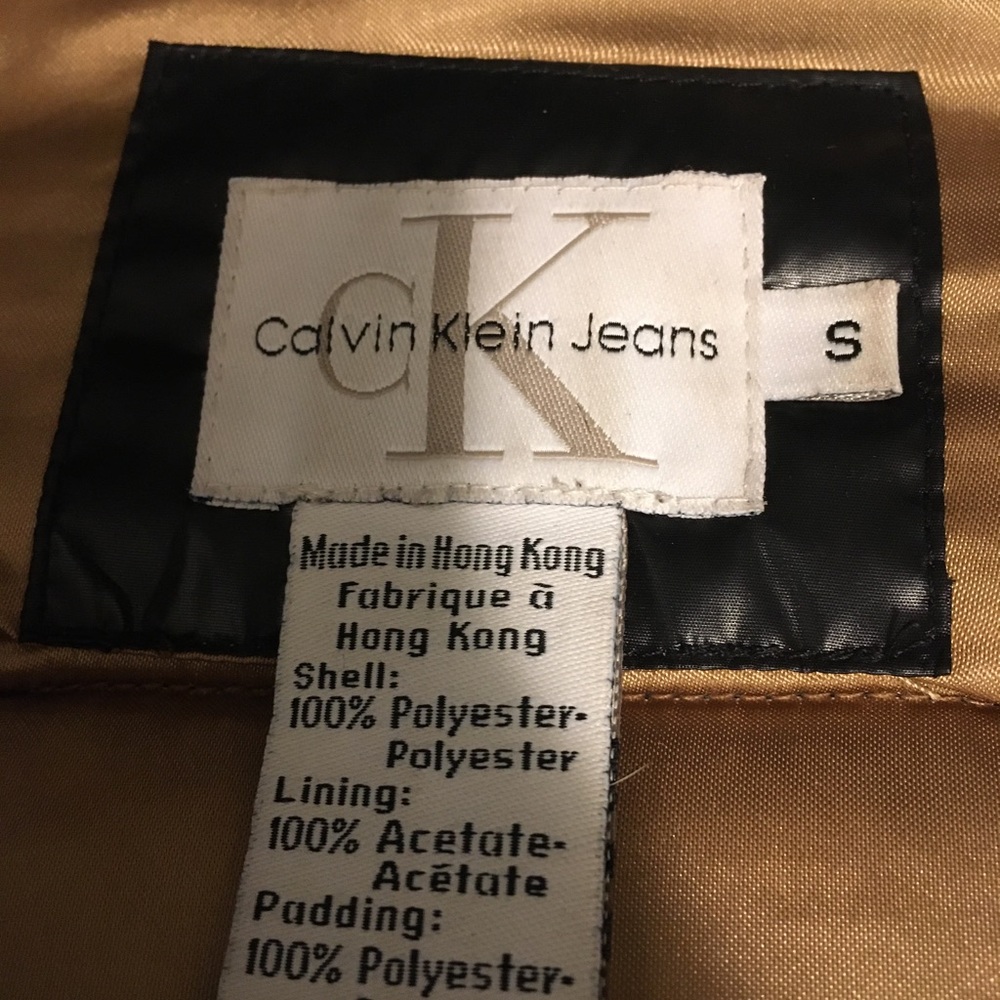 cK
Calvin Klein Jeans
S
Made in Hong Kong
Fabrique à
Hong Kong
Shell:
100% Polyester-
Polyester
Lining:
100% Acetate-
Acétate
Padding:
100% Polyester-